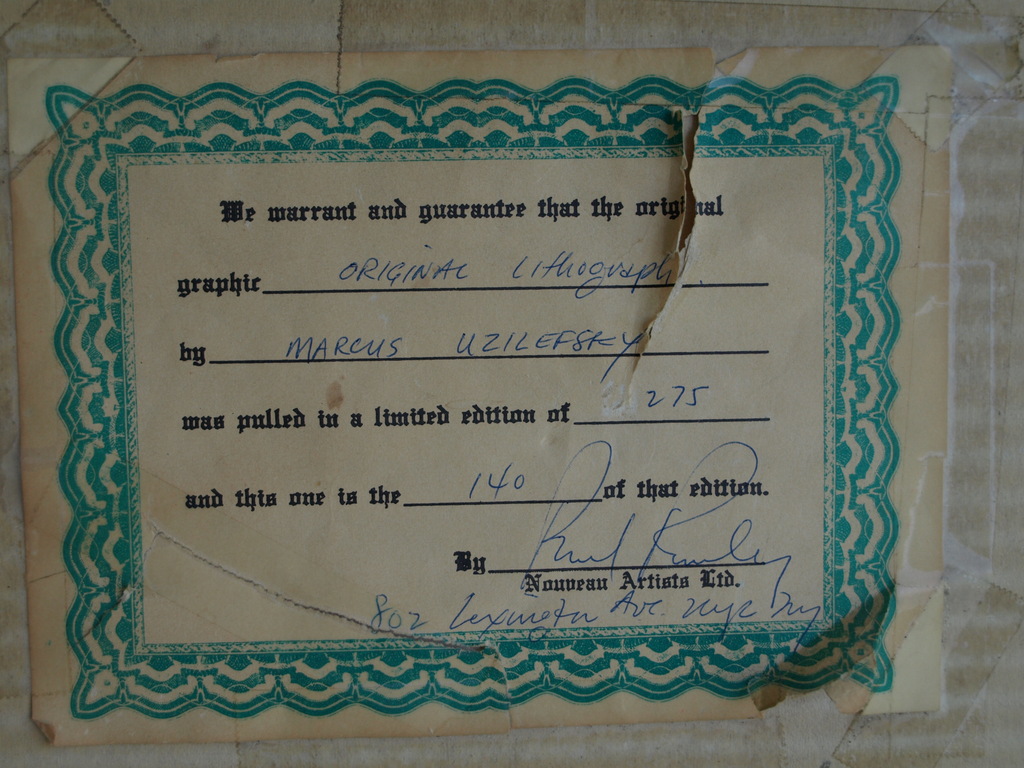 We warrant and guarantee that the original
graphic ORIGINAL Lithograph.
by MARCUS UZILEFSKY
was pulled in a limited edition of 275
and this one is the 140 of that edition.
By
Nouveau Artists Ltd.
802 Lexington Ave. NYC NY